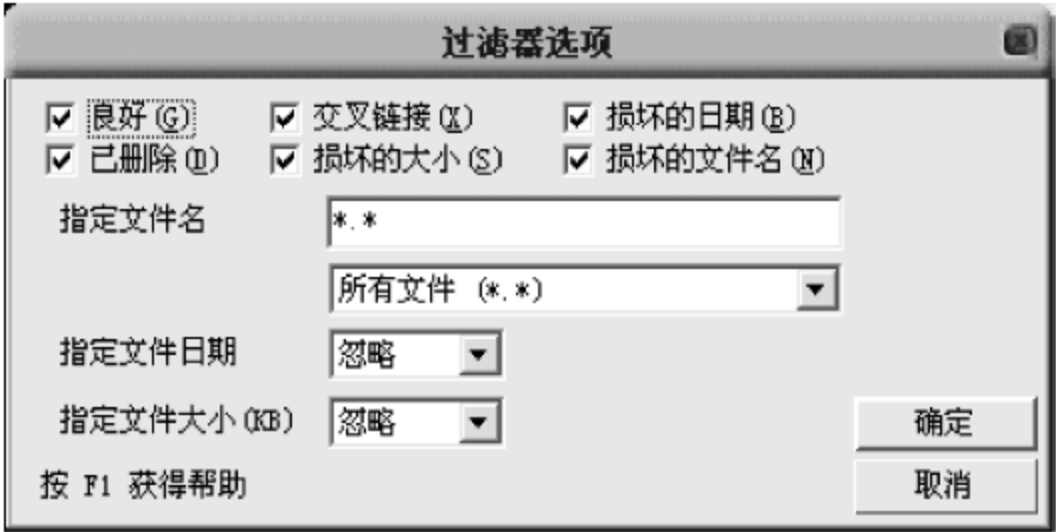 过滤器选项
良好(G) 交叉链接(X) 损坏的日期(B)
已删除(D) 损坏的大小(S) 损坏的文件名(N)
指定文件名 *.*
所有文件 (*.*)
指定文件日期 忽略
指定文件大小(KB) 忽略
确定
按 F1 获得帮助 取消